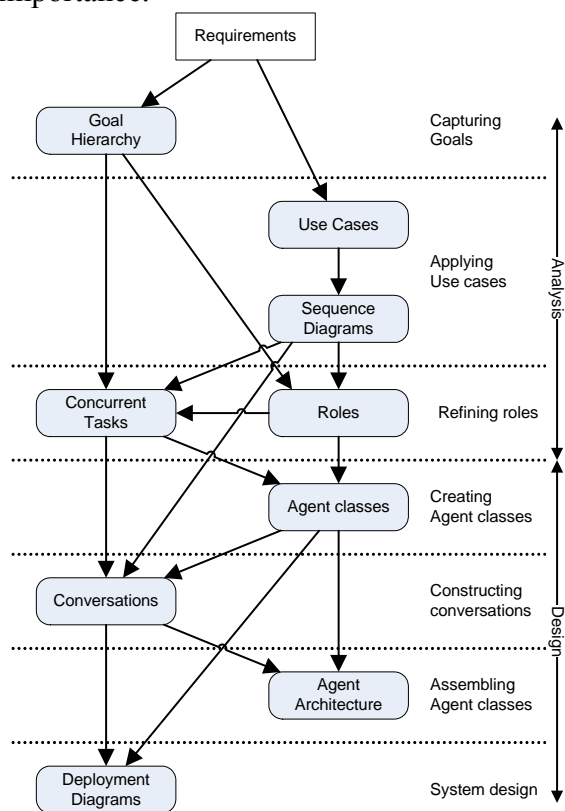 importance.
Requirements
Goal
Hierarchy
Capturing
Goals
Use Cases
Applying
Use cases
Analysis
Sequence
Diagrams
Concurrent
Tasks
Roles
Refining roles
Agent classes
Creating
Agent classes
Conversations
Constructing
conversations
Design
Agent
Architecture
Assembling
Agent classes
Deployment
Diagrams
System design